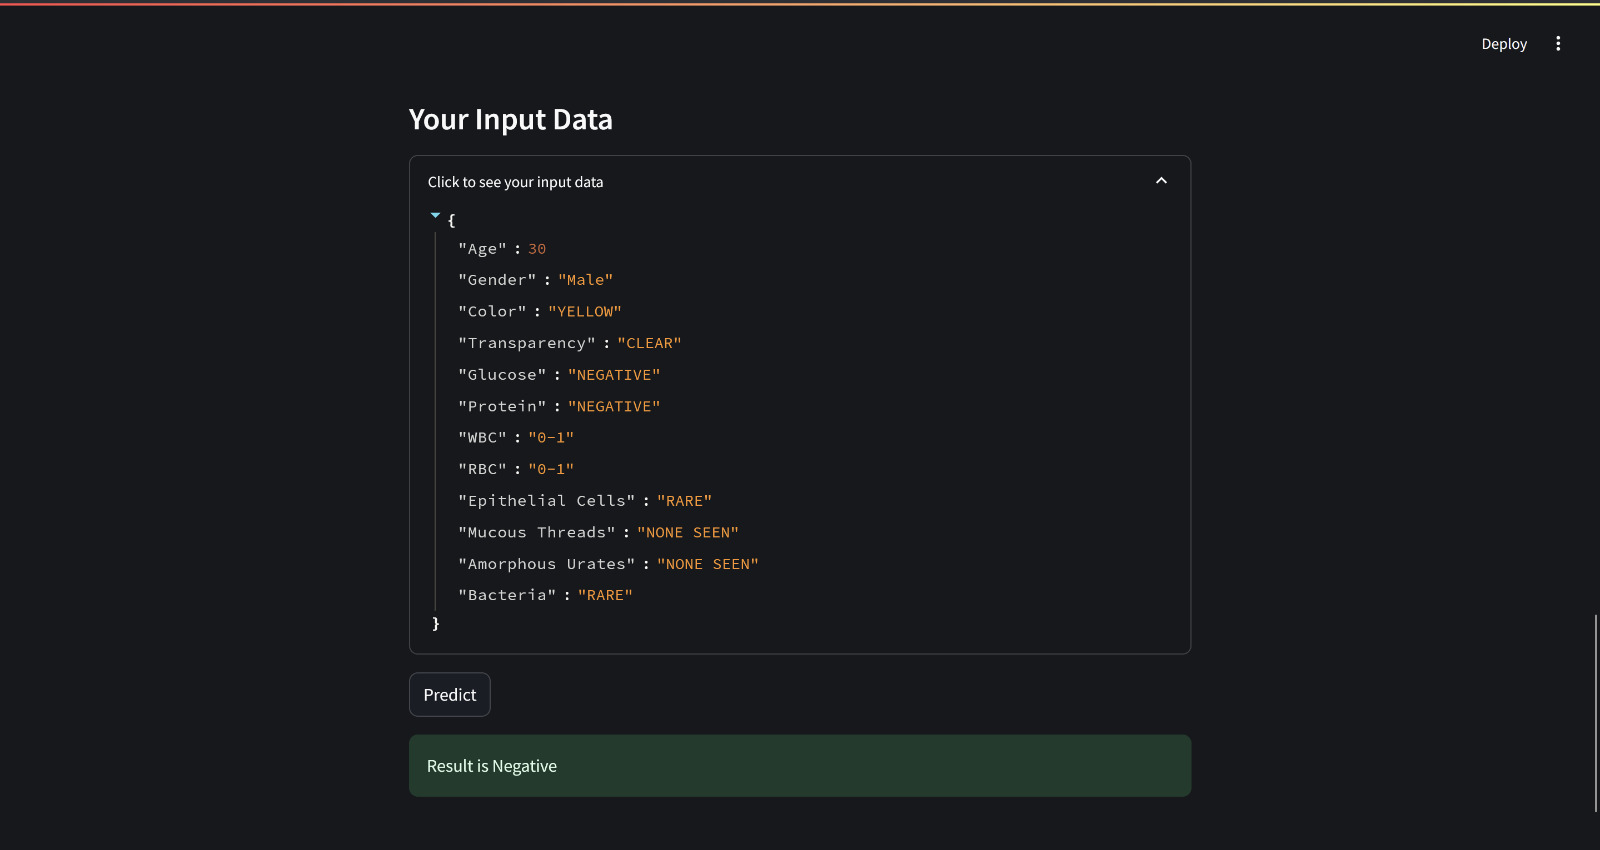 Deploy
Your Input Data
Click to see your input data
{
"Age" : 30
"Gender" : "Male"
"Color" : "YELLOW"
"Transparency" : "CLEAR"
"Glucose" : "NEGATIVE"
"Protein" : "NEGATIVE"
"WBC" : "0-1"
"RBC" : "0-1"
"Epithelial Cells" : "RARE"
"Mucous Threads" : "NONE SEEN"
"Amorphous Urates" : "NONE SEEN"
"Bacteria" : "RARE"
}
Predict
Result is Negative